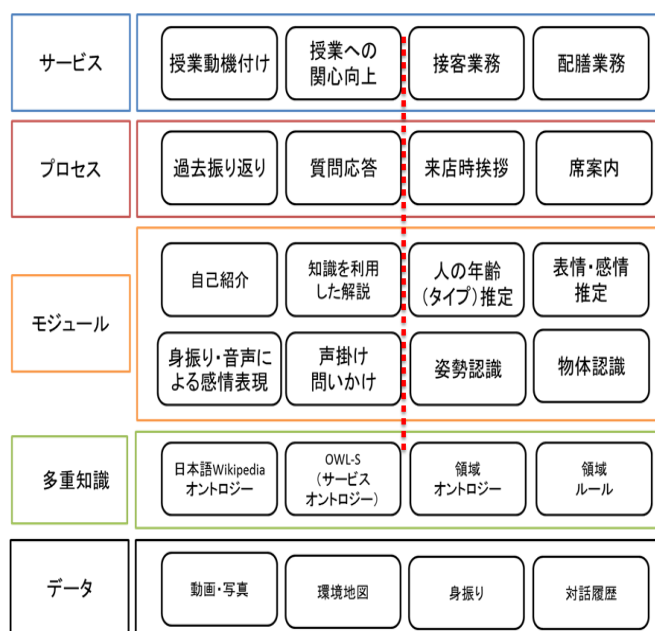 サービス
授業動機付け
授業への
関心向上
接客業務
配膳業務
プロセス
過去振り返り
質問応答
来店時挨拶
席案内
モジュール
自己紹介
知識を利用
した解説
人の年齢
(タイプ)推定
表情・感情
推定
身振り・音声に
よる感情表現
声掛け
問いかけ
姿勢認識
物体認識
多重知識
日本語Wikipedia
オントロジー
OWL-S
(サービス
オントロジー)
領域
オントロジー
領域
ルール
データ
動画・写真
環境地図
身振り
対話履歴